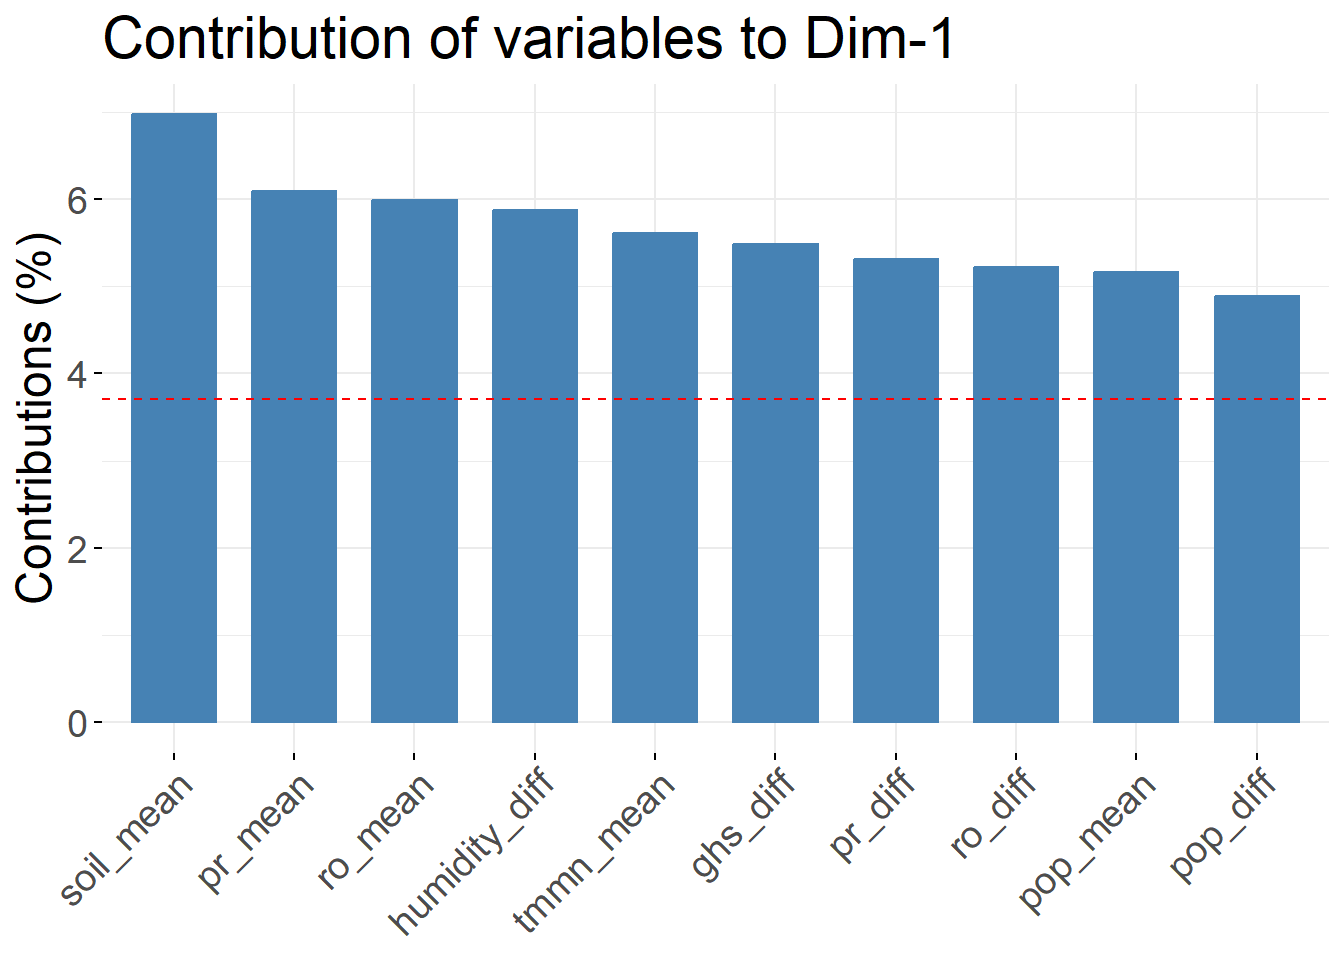 Contribution of variables to Dim-1
Contributions (%)
6
4
2
0
soil_mean
pr_mean
ro_mean
humidity_diff
tmmn_mean
ghs_diff
pr_diff
ro_diff
pop_mean
pop_diff